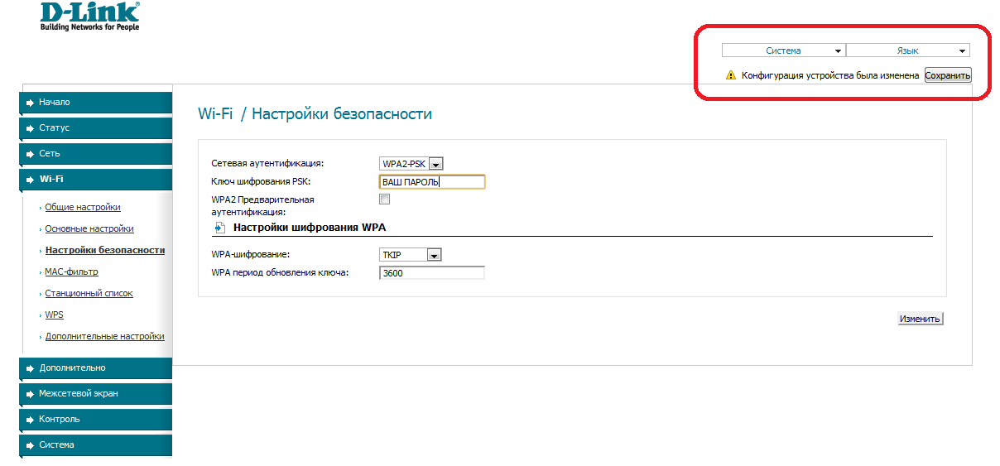 D-Link
Building Networks for People
Система Язык
Конфигурация устройства была изменена Сохранить
Начало
Статус
Сеть
Wi-Fi
Общие настройки
Основные настройки
Настройки безопасности
MAC-фильтр
Станционный список
WPS
Дополнительные настройки
Дополнительно
Межсетевой экран
Контроль
Система
Wi-Fi / Настройки безопасности
Сетевая аутентификация: WPA2-PSK
Ключ шифрования PSK: ВАШ ПАРОЛЬ
WPA2 Предварительная
аутентификация:
Настройки шифрования WPA
WPA-шифрование: TKIP
WPA период обновления ключа: 3600
Изменить